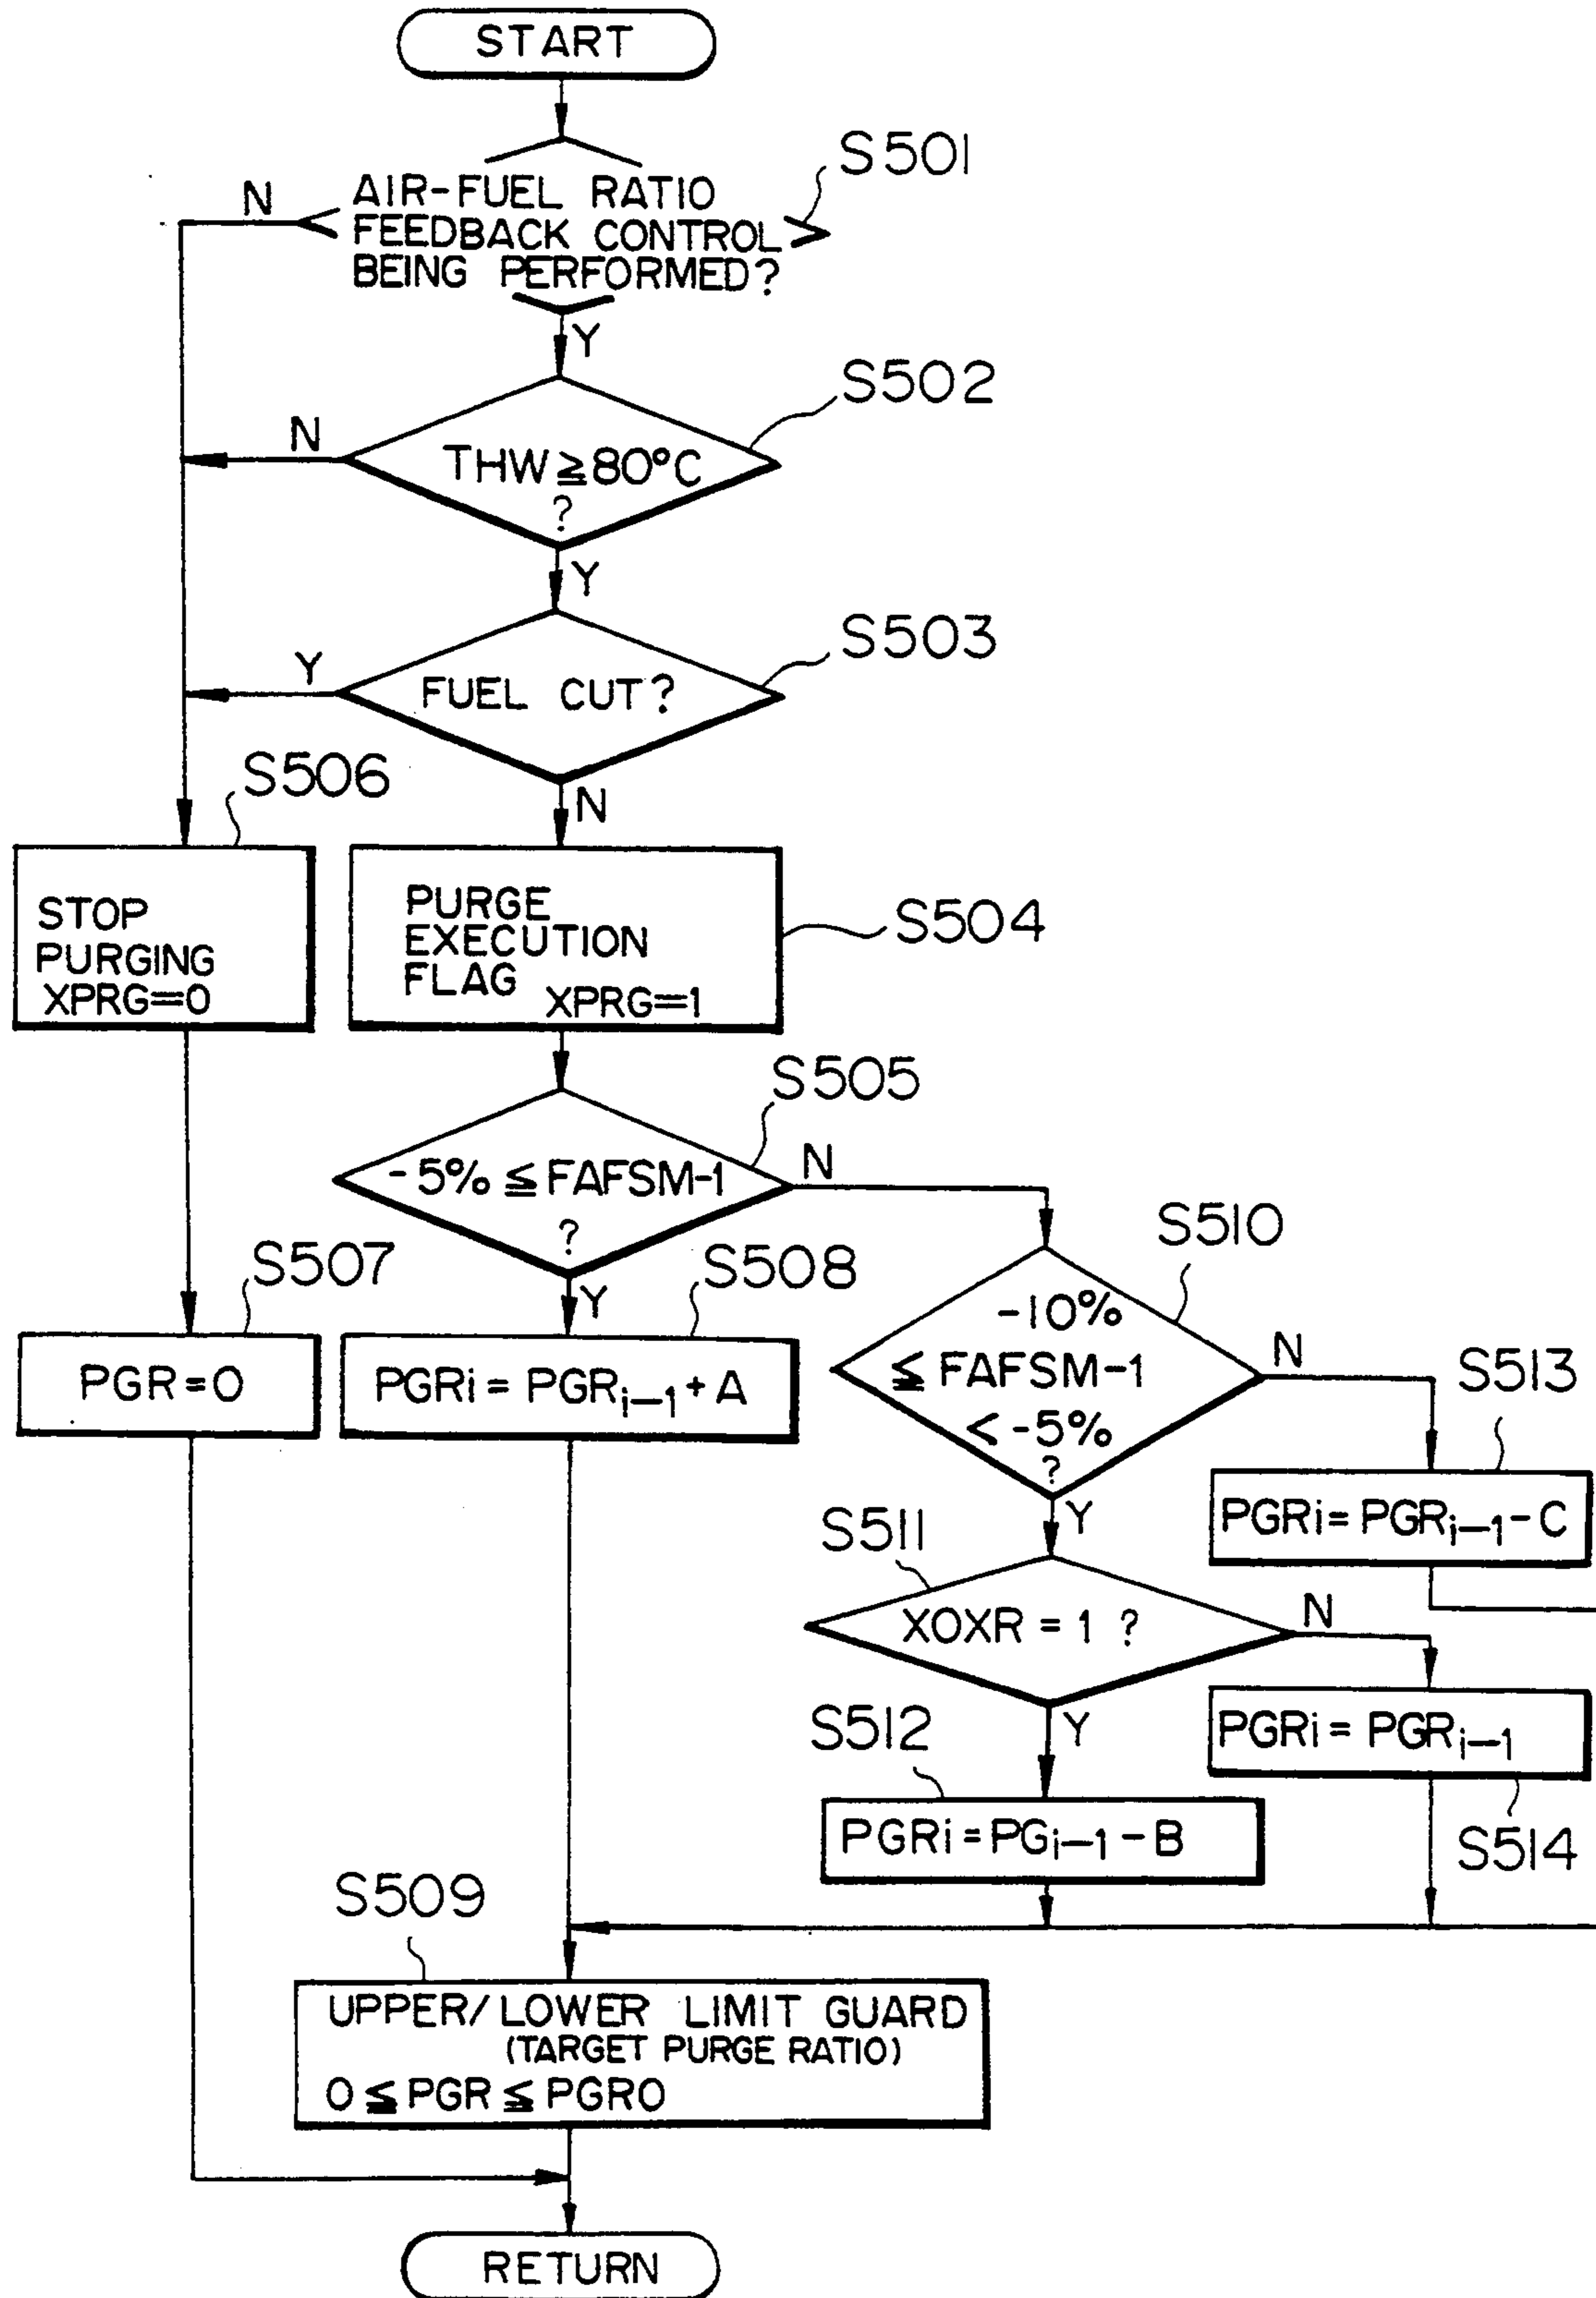 START
S501
AIR-FUEL RATIO
FEEDBACK CONTROL
BEING PERFORMED?
N
Y
S502
THW≧80°C
?
N
Y
S503
FUEL CUT?
Y
N
S506
STOP
PURGING
XPRG=0
S504
PURGE
EXECUTION
FLAG XPRG=1
S505
-5% ≦ FAFSM-1
?
N
Y
S507
PGR=0
S508
PGRi = PGRi-1 + A
S510
-10%
≦ FAFSM-1
< -5%
?
N
Y
S513
PGRi = PGRi-1 - C
S511
XOXR = 1 ?
N
Y
S512
PGRi = PGi-1 - B
PGRi = PGRi-1
S514
S509
UPPER/LOWER LIMIT GUARD
(TARGET PURGE RATIO)
0 ≦ PGR ≦ PGRO
RETURN